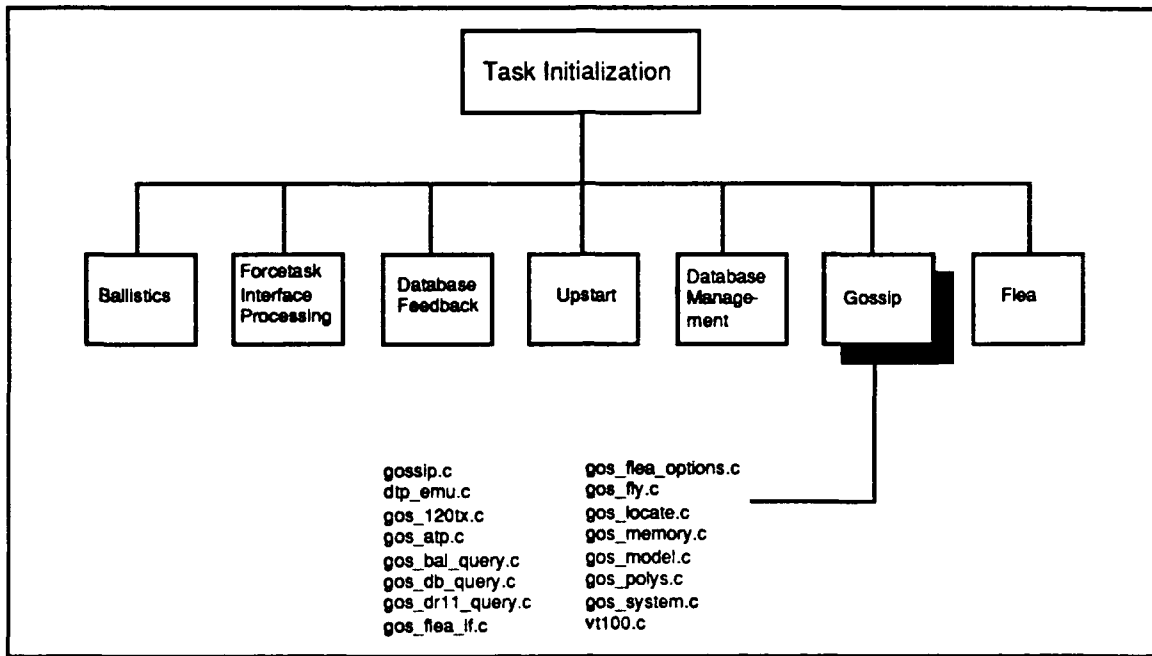 Task Initialization
Ballistics
Forcetask
Interface
Processing
Database
Feedback
Upstart
Database
Manage-
ment
Gossip
Flea
gossip.c
dtp_emu.c
gos_120tx.c
gos_atp.c
gos_bal_query.c
gos_db_query.c
gos_dr11_query.c
gos_flea_if.c
gos_flea_options.c
gos_fly.c
gos_locate.c
gos_memory.c
gos_model.c
gos_polys.c
gos_system.c
vt100.c